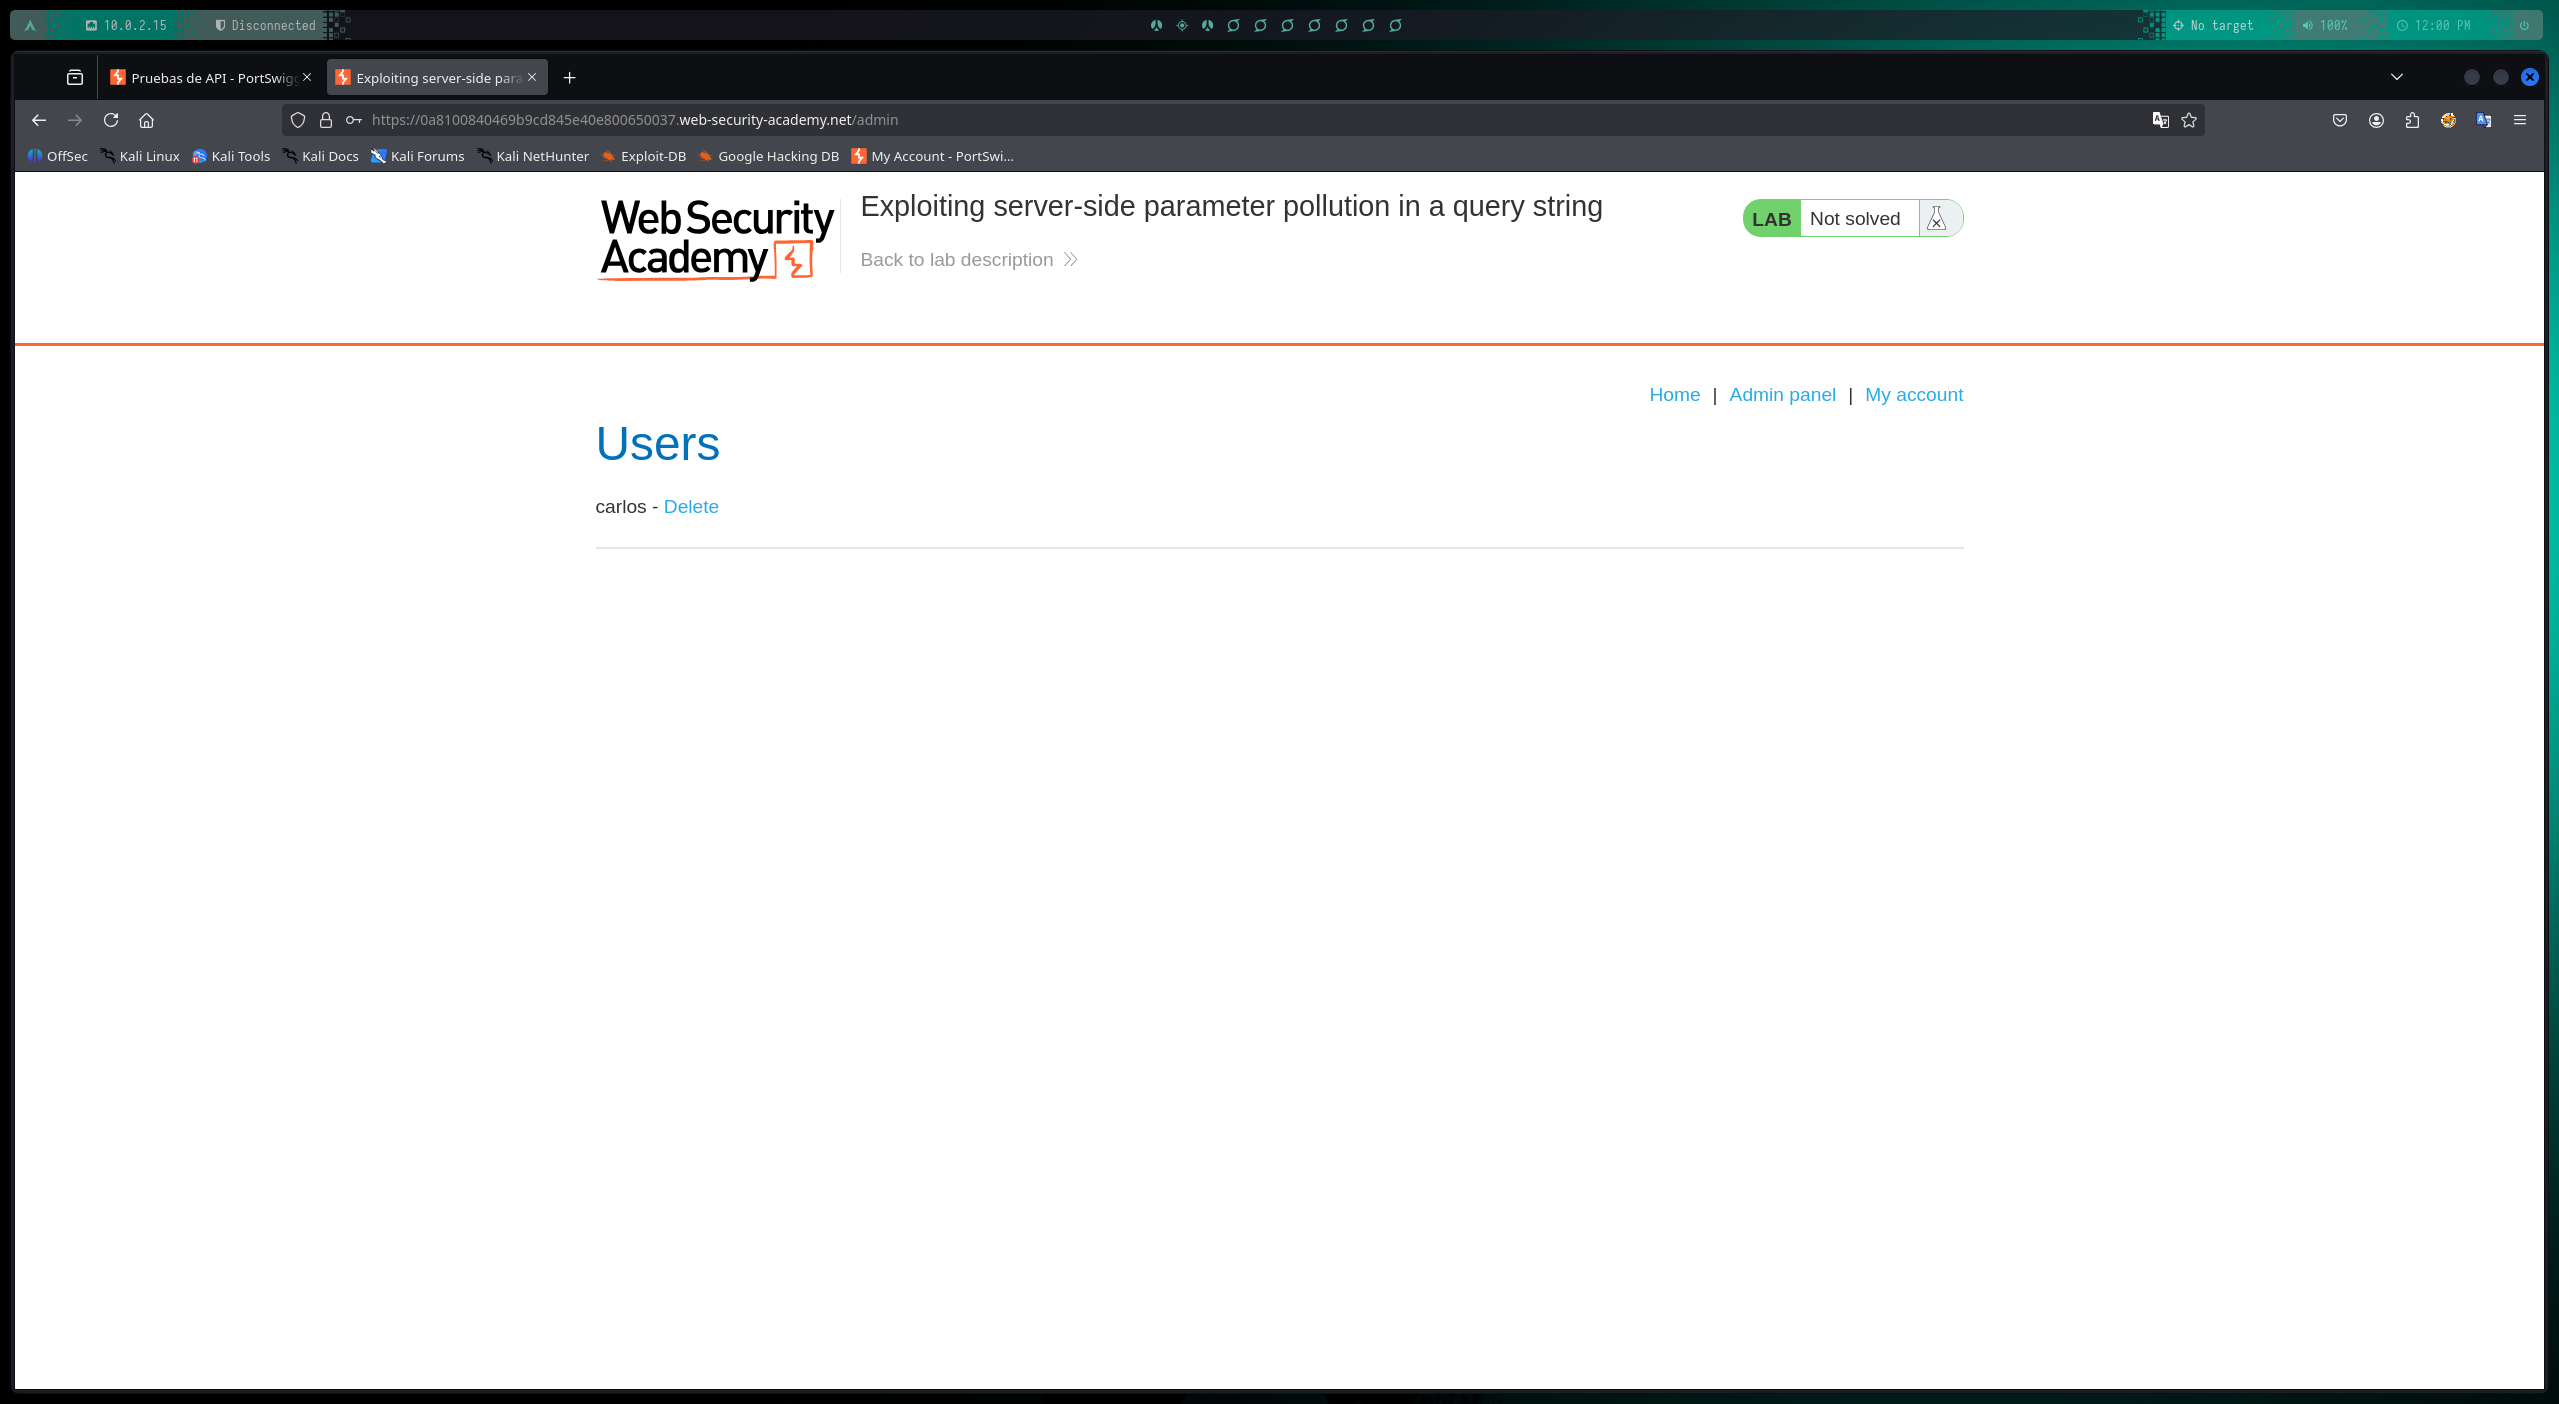 10.0.2.15 Disconnected No target 100% 12:00 PM
Pruebas de API - PortSwigg Exploiting server-side para
https://0a8100840469b9cd845e40e800650037.web-security-academy.net/admin
OffSec Kali Linux Kali Tools Kali Docs Kali Forums Kali NetHunter Exploit-DB Google Hacking DB My Account - PortSwi...
Web Security
Academy
Exploiting server-side parameter pollution in a query string
Back to lab description
LAB Not solved
Home | Admin panel | My account
Users
carlos - Delete